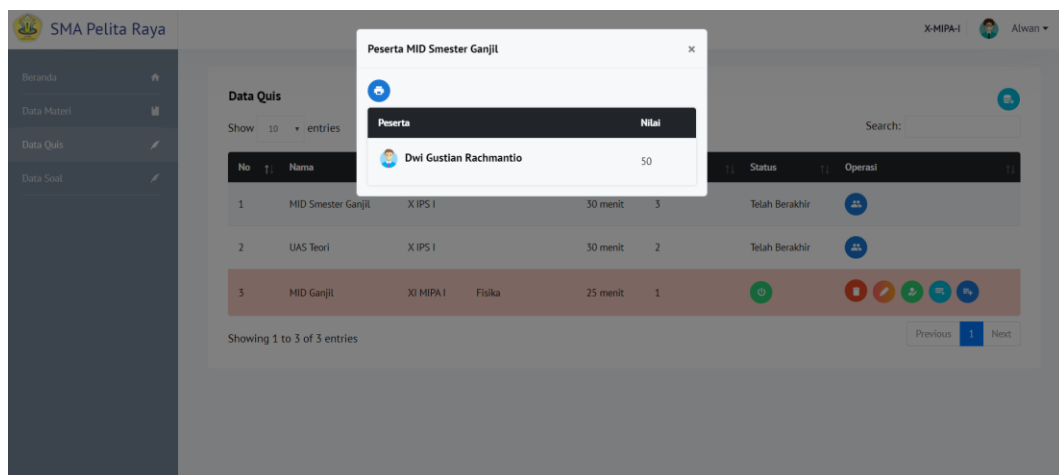 SMA Pelita Raya
X-MIPA-I
Alwan
Peserta MID Smester Ganjil
×
Beranda
Data Materi
Data Quis
Data Soal
Data Quis
Show 10 entries
Search:
Peserta Nilai
Dwi Gustian Rachmantio 50
No Nama Status Operasi
1 MID Smester Ganjil X IPS I 30 menit 3 Telah Berakhir
2 UAS Teori X IPS I 30 menit 2 Telah Berakhir
3 MID Ganjil XI MIPA I Fisika 25 menit 1
Showing 1 to 3 of 3 entries
Previous 1 Next